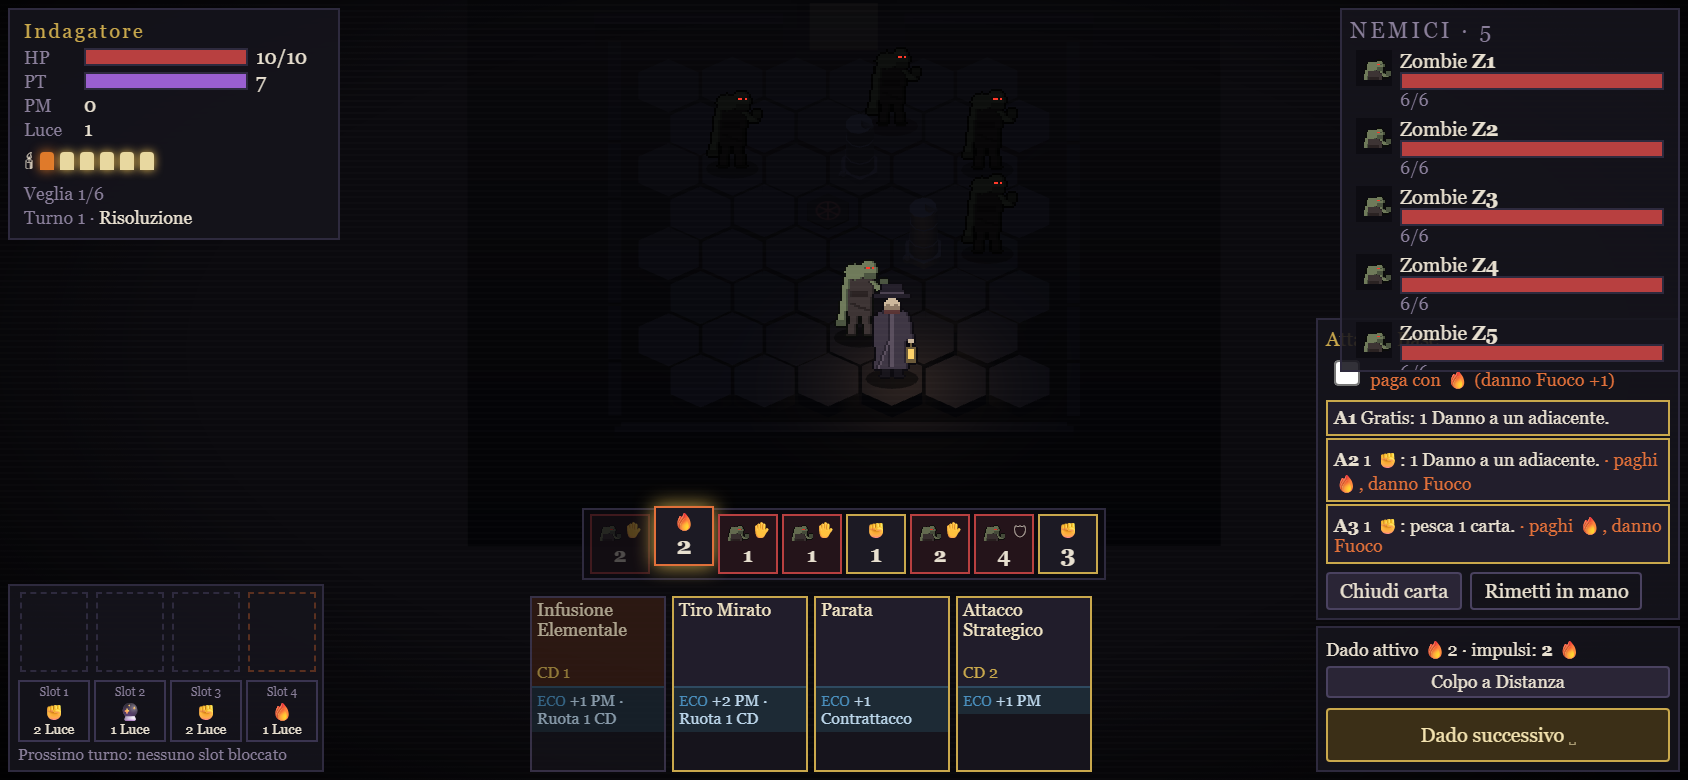 Indagatore
HP 10/10
PT 7
PM 0
Luce 1
Veglia 1/6
Turno 1 · Risoluzione
NEMICI · 5
Zombie Z1
6/6
Zombie Z2
6/6
Zombie Z3
6/6
Zombie Z4
6/6
Zombie Z5
paga con 🔥 (danno Fuoco +1)
A1 Gratis: 1 Danno a un adiacente.
A2 1 ✊ : 1 Danno a un adiacente. · paghi
🔥 , danno Fuoco
A3 1 ✊ : pesca 1 carta. · paghi 🔥 , danno
Fuoco
Chiudi carta
Rimetti in mano
Dado attivo 🔥 2 · impulsi: 2 🔥
Colpo a Distanza
Dado successivo
2
2
1
1
1
2
4
3
Infusione
Elementale
CD 1
ECO +1 PM ·
Ruota 1 CD
Tiro Mirato
ECO +2 PM ·
Ruota 1 CD
Parata
ECO +1
Contrattacco
Attacco
Strategico
CD 2
ECO +1 PM
Slot 1
2 Luce
Slot 2
1 Luce
Slot 3
2 Luce
Slot 4
1 Luce
Prossimo turno: nessuno slot bloccato